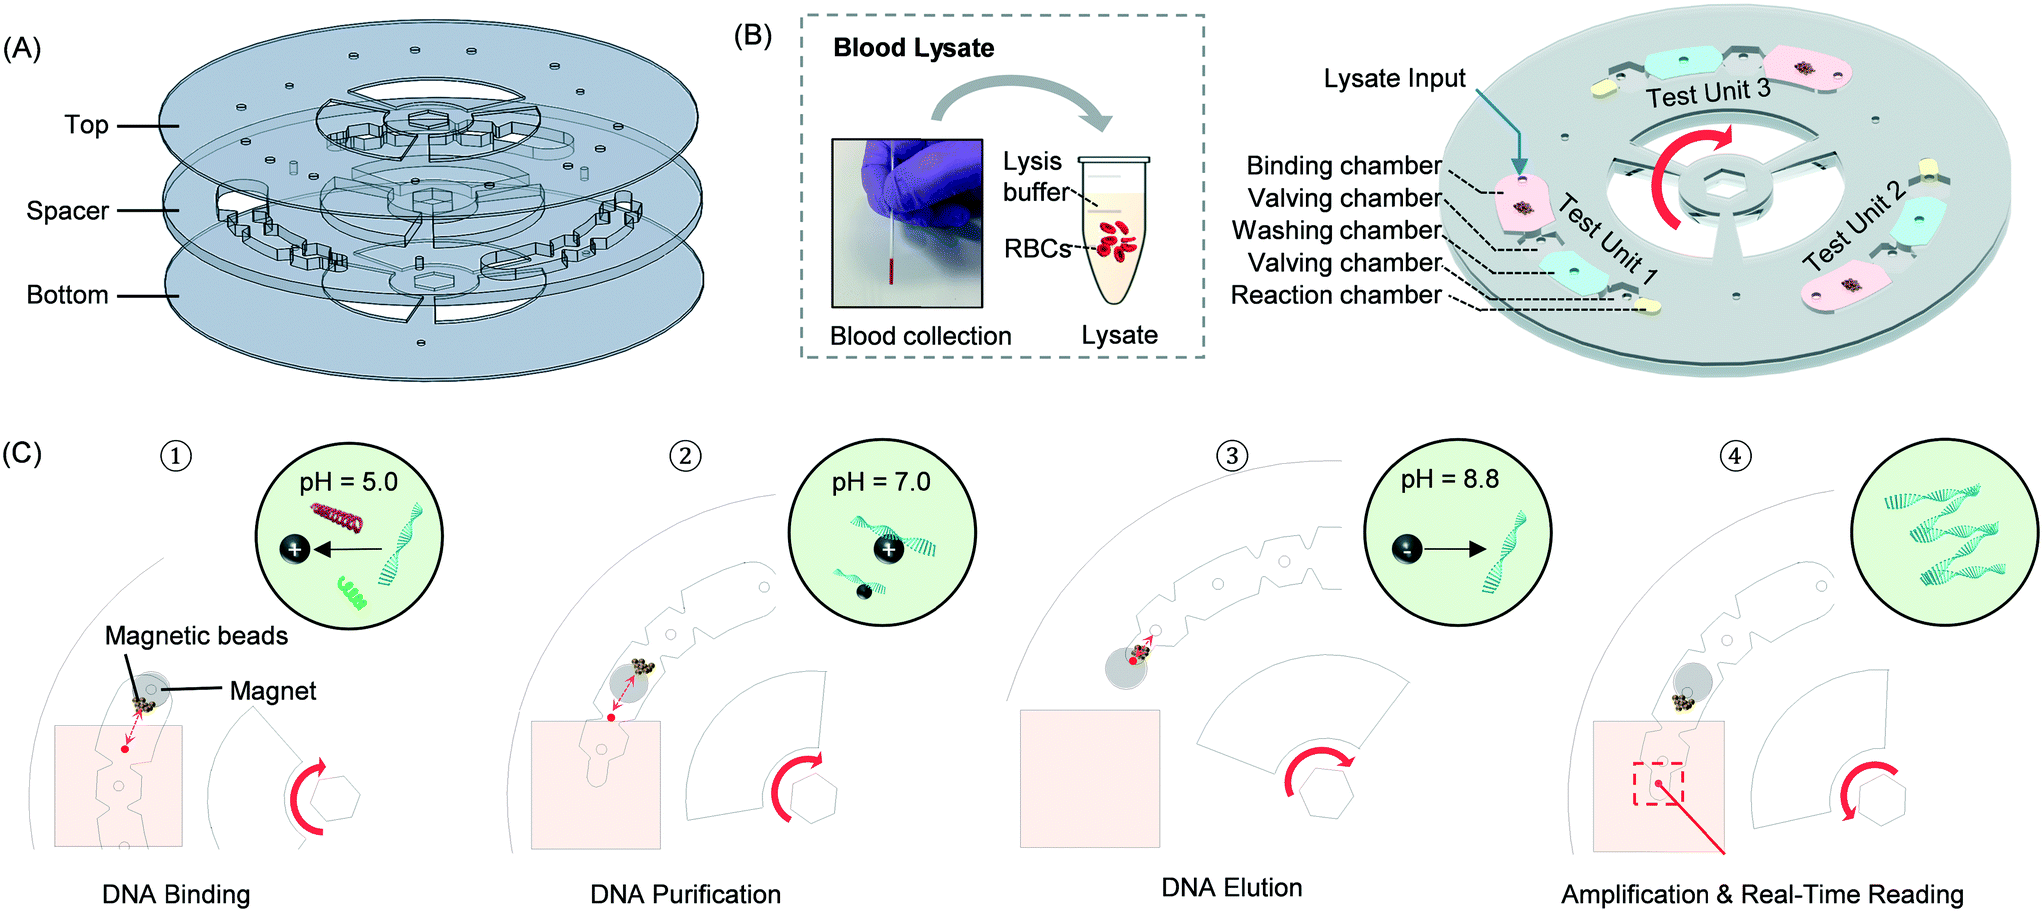 (A)
Top
Spacer
Bottom
(B)
Blood Lysate
Lysis
buffer
RBCs
Blood collection
Lysate
Lysate Input
Binding chamber
Valving chamber
Washing chamber
Valving chamber
Reaction chamber
Test Unit 1
Test Unit 2
Test Unit 3
(C)
①
pH = 5.0
+
Magnetic beads
Magnet
DNA Binding
②
pH = 7.0
+
DNA Purification
③
pH = 8.8
-
DNA Elution
④
Amplification & Real-Time Reading